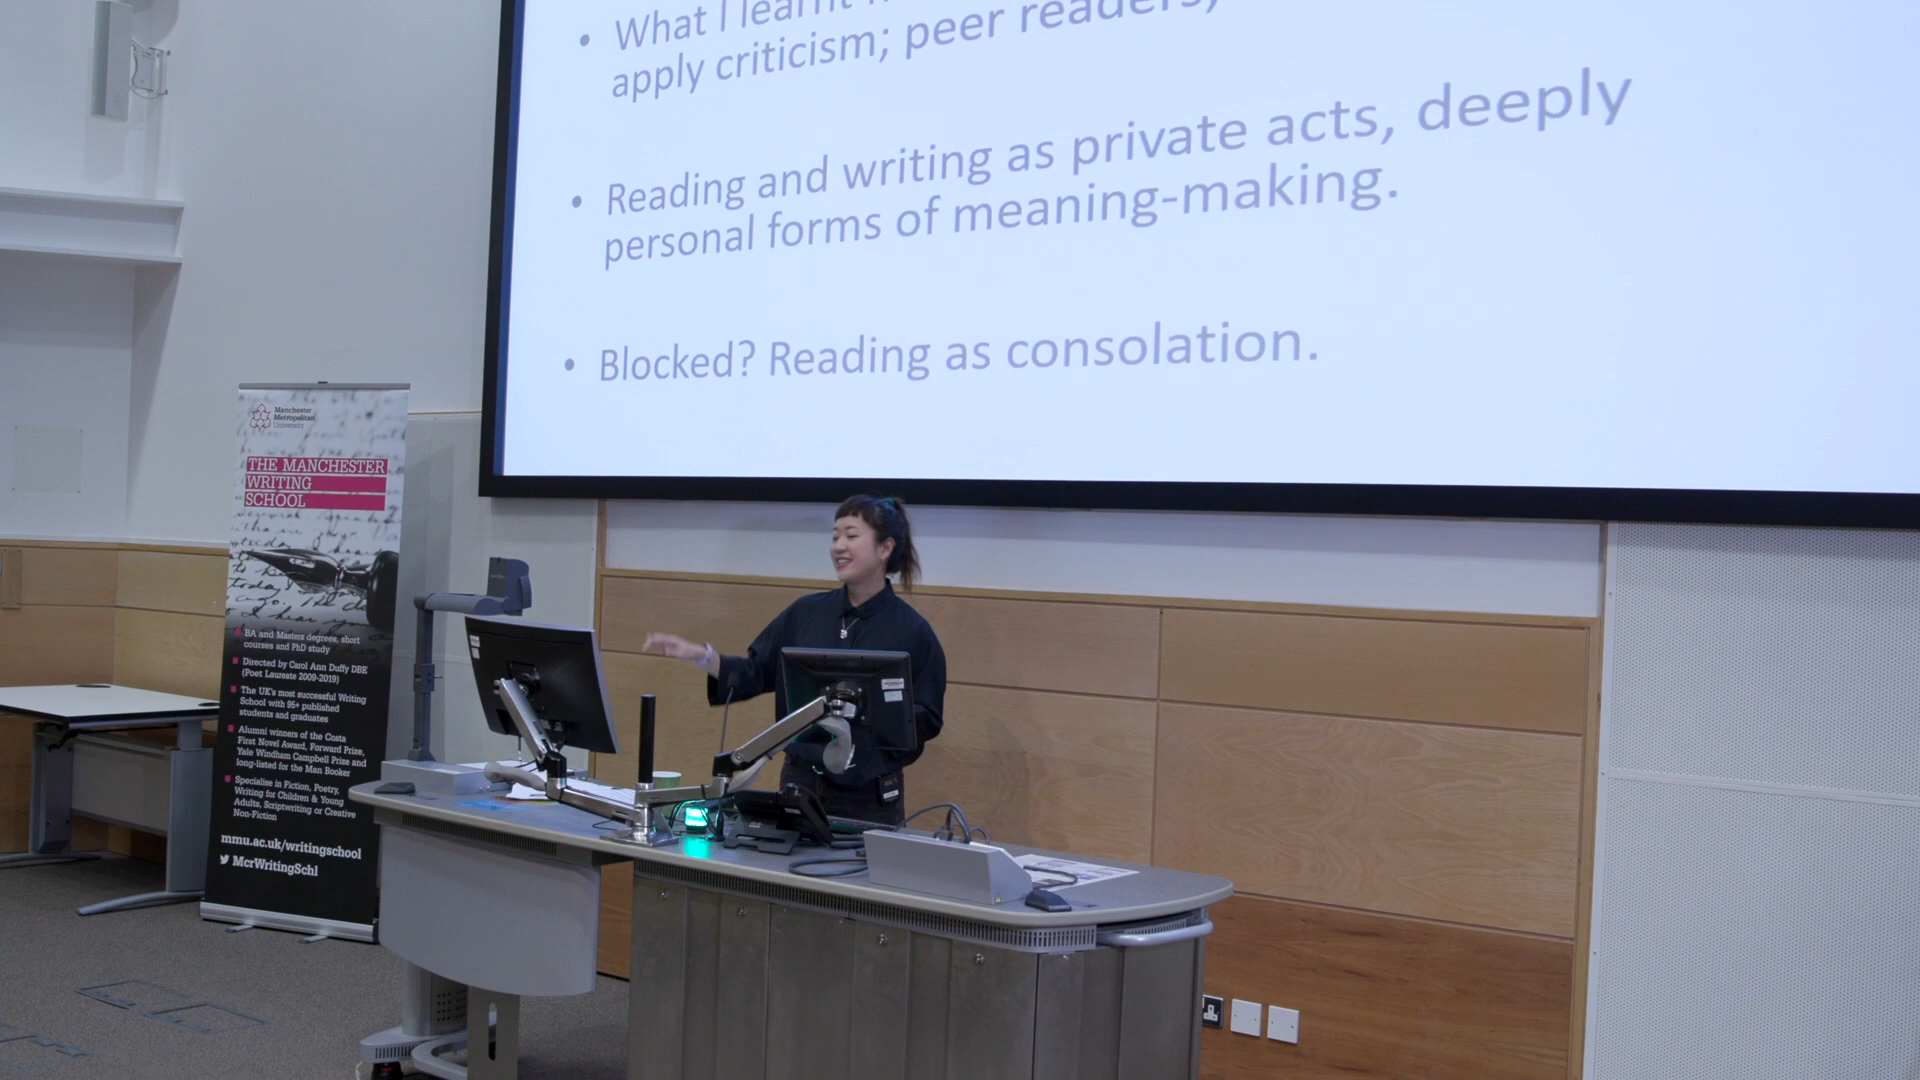 • What I learnt
apply criticism; peer readers,
• Reading and writing as private acts, deeply
personal forms of meaning-making.
• Blocked? Reading as consolation.
Manchester
Metropolitan
University
THE MANCHESTER
WRITING
SCHOOL
BA and Masters degrees, short
courses and PhD study
Directed by Carol Ann Duffy DBE
(Poet Laureate 2009-2019)
The UK's most successful Writing
School with 95+ published
students and graduates
Alumni winners of the Costa
First Novel Award, Forward Prize,
Yale Windham Campbell Prize and
long-listed for the Man Booker
Specialise in Fiction, Poetry,
Writing for Children & Young
Adults, Scriptwriting or Creative
Non-Fiction
mmu.ac.uk/writingschool
McrWritingSchl